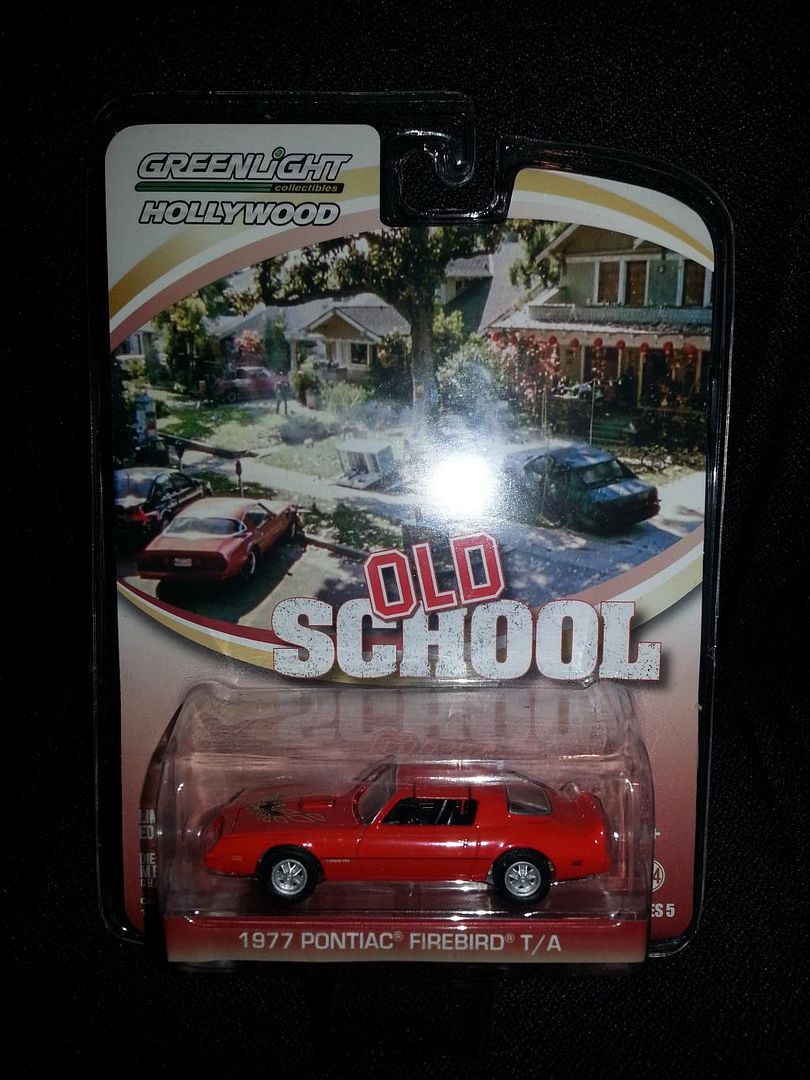 GREENLiGHT
collectibles
HOLLYWOOD
OLD
SCHOOL
1977 PONTIAC® FIREBIRD® T/A